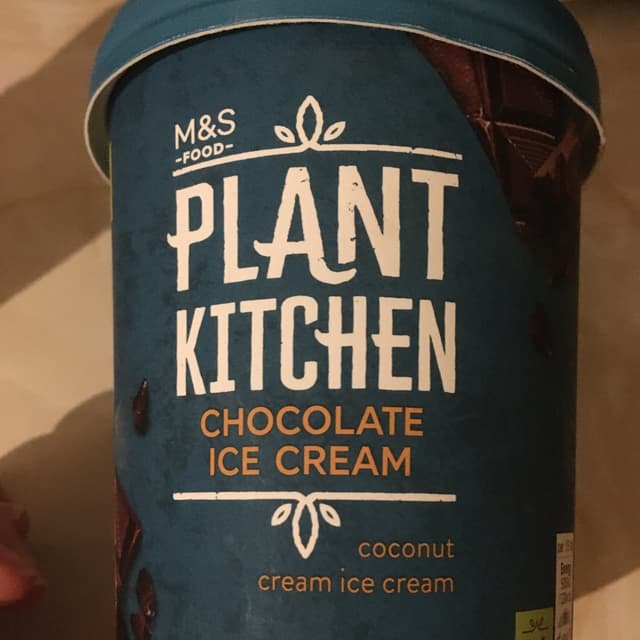 M&S
-FOOD-
PLANT
KITCHEN
CHOCOLATE
ICE CREAM
coconut
cream ice cream